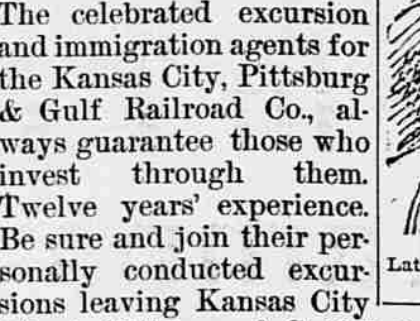 The celebrated excursion
and immigration agents for
the Kansas City, Pittsburg
& Gulf Railroad Co., al-
ways guarantee those who
invest through them.
Twelve years' experience.
Be sure and join their per-
sonally conducted excur-
sions leaving Kansas City
Lat